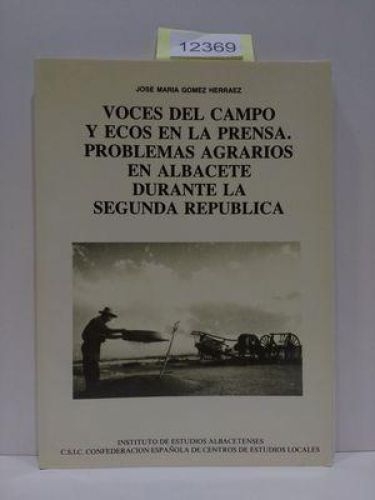 12369
JOSE MARIA GOMEZ HERRAEZ
VOCES DEL CAMPO
Y ECOS EN LA PRENSA.
PROBLEMAS AGRARIOS
EN ALBACETE
DURANTE LA
SEGUNDA REPUBLICA
INSTITUTO DE ESTUDIOS ALBACETENSES
C.S.I.C. CONFEDERACION ESPAÑOLA DE CENTROS DE ESTUDIOS LOCALES